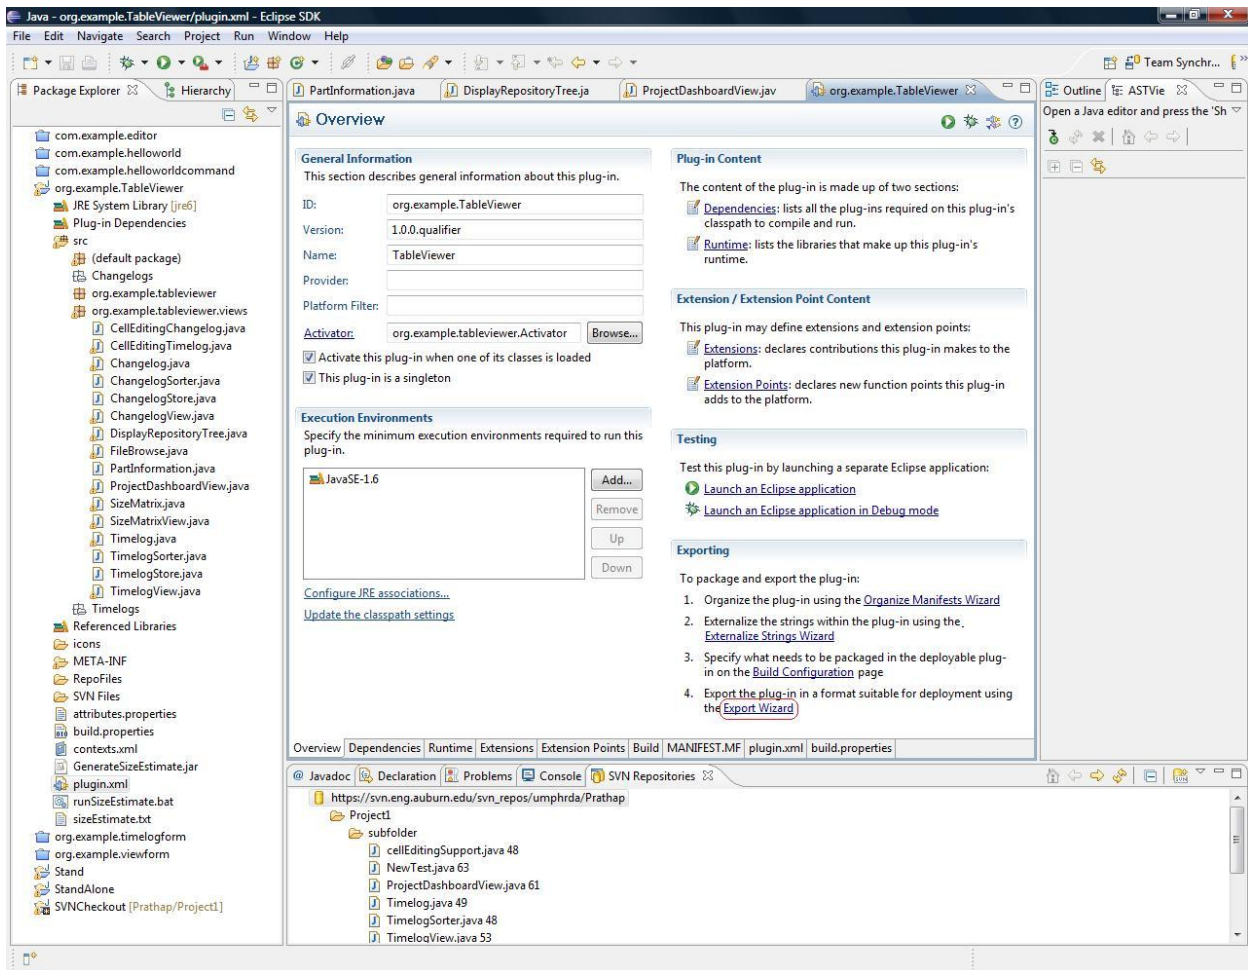 Java - org.example.TableViewer/plugin.xml - Eclipse SDK
File Edit Navigate Search Project Run Window Help
Team Synchr...
Package Explorer
Hierarchy
com.example.editor
com.example.helloworld
com.example.helloworldcommand
org.example.TableViewer
JRE System Library [jre6]
Plug-in Dependencies
src
(default package)
Changelogs
org.example.tableviewer
org.example.tableviewer.views
CellEditingChangelog.java
CellEditingTimelog.java
Changelog.java
ChangelogSorter.java
ChangelogStore.java
ChangelogView.java
DisplayRepositoryTree.java
FileBrowse.java
PartInformation.java
ProjectDashboardView.java
SizeMatrix.java
SizeMatrixView.java
Timelog.java
TimelogSorter.java
TimelogStore.java
TimelogView.java
Timelogs
Referenced Libraries
icons
META-INF
RepoFiles
SVN Files
attributes.properties
build.properties
contexts.xml
GenerateSizeEstimate.jar
plugin.xml
runSizeEstimate.bat
sizeEstimate.txt
org.example.timelogform
org.example.viewform
Stand
StandAlone
SVNCheckout [Prathap/Project1]
PartInformation.java
DisplayRepositoryTree.ja
ProjectDashboardView.jav
org.example.TableViewer
Overview
General Information
This section describes general information about this plug-in.
ID: org.example.TableViewer
Version: 1.0.0.qualifier
Name: TableViewer
Provider:
Platform Filter:
Activator: org.example.tableviewer.Activator Browse...
Activate this plug-in when one of its classes is loaded
This plug-in is a singleton
Execution Environments
Specify the minimum execution environments required to run this
plug-in.
JavaSE-1.6
Add...
Remove
Up
Down
Configure JRE associations...
Update the classpath settings
Plug-in Content
The content of the plug-in is made up of two sections:
Dependencies: lists all the plug-ins required on this plug-in's
classpath to compile and run.
Runtime: lists the libraries that make up this plug-in's
runtime.
Extension / Extension Point Content
This plug-in may define extensions and extension points:
Extensions: declares contributions this plug-in makes to the
platform.
Extension Points: declares new function points this plug-in
adds to the platform.
Testing
Test this plug-in by launching a separate Eclipse application:
Launch an Eclipse application
Launch an Eclipse application in Debug mode
Exporting
To package and export the plug-in:
1. Organize the plug-in using the Organize Manifests Wizard
2. Externalize the strings within the plug-in using the
Externalize Strings Wizard
3. Specify what needs to be packaged in the deployable plug-
in on the Build Configuration page
4. Export the plug-in in a format suitable for deployment using
the Export Wizard
Overview Dependencies Runtime Extensions Extension Points Build MANIFEST.MF plugin.xml build.properties
Outline
ASTVie
Open a Java editor and press the 'Sh
@ Javadoc Declaration Problems Console SVN Repositories
https://svn.eng.auburn.edu/svn_repos/umphrda/Prathap
Project1
subfolder
cellEditingSupport.java 48
NewTest.java 63
ProjectDashboardView.java 61
Timelog.java 49
TimelogSorter.java 48
TimelogView.java 53